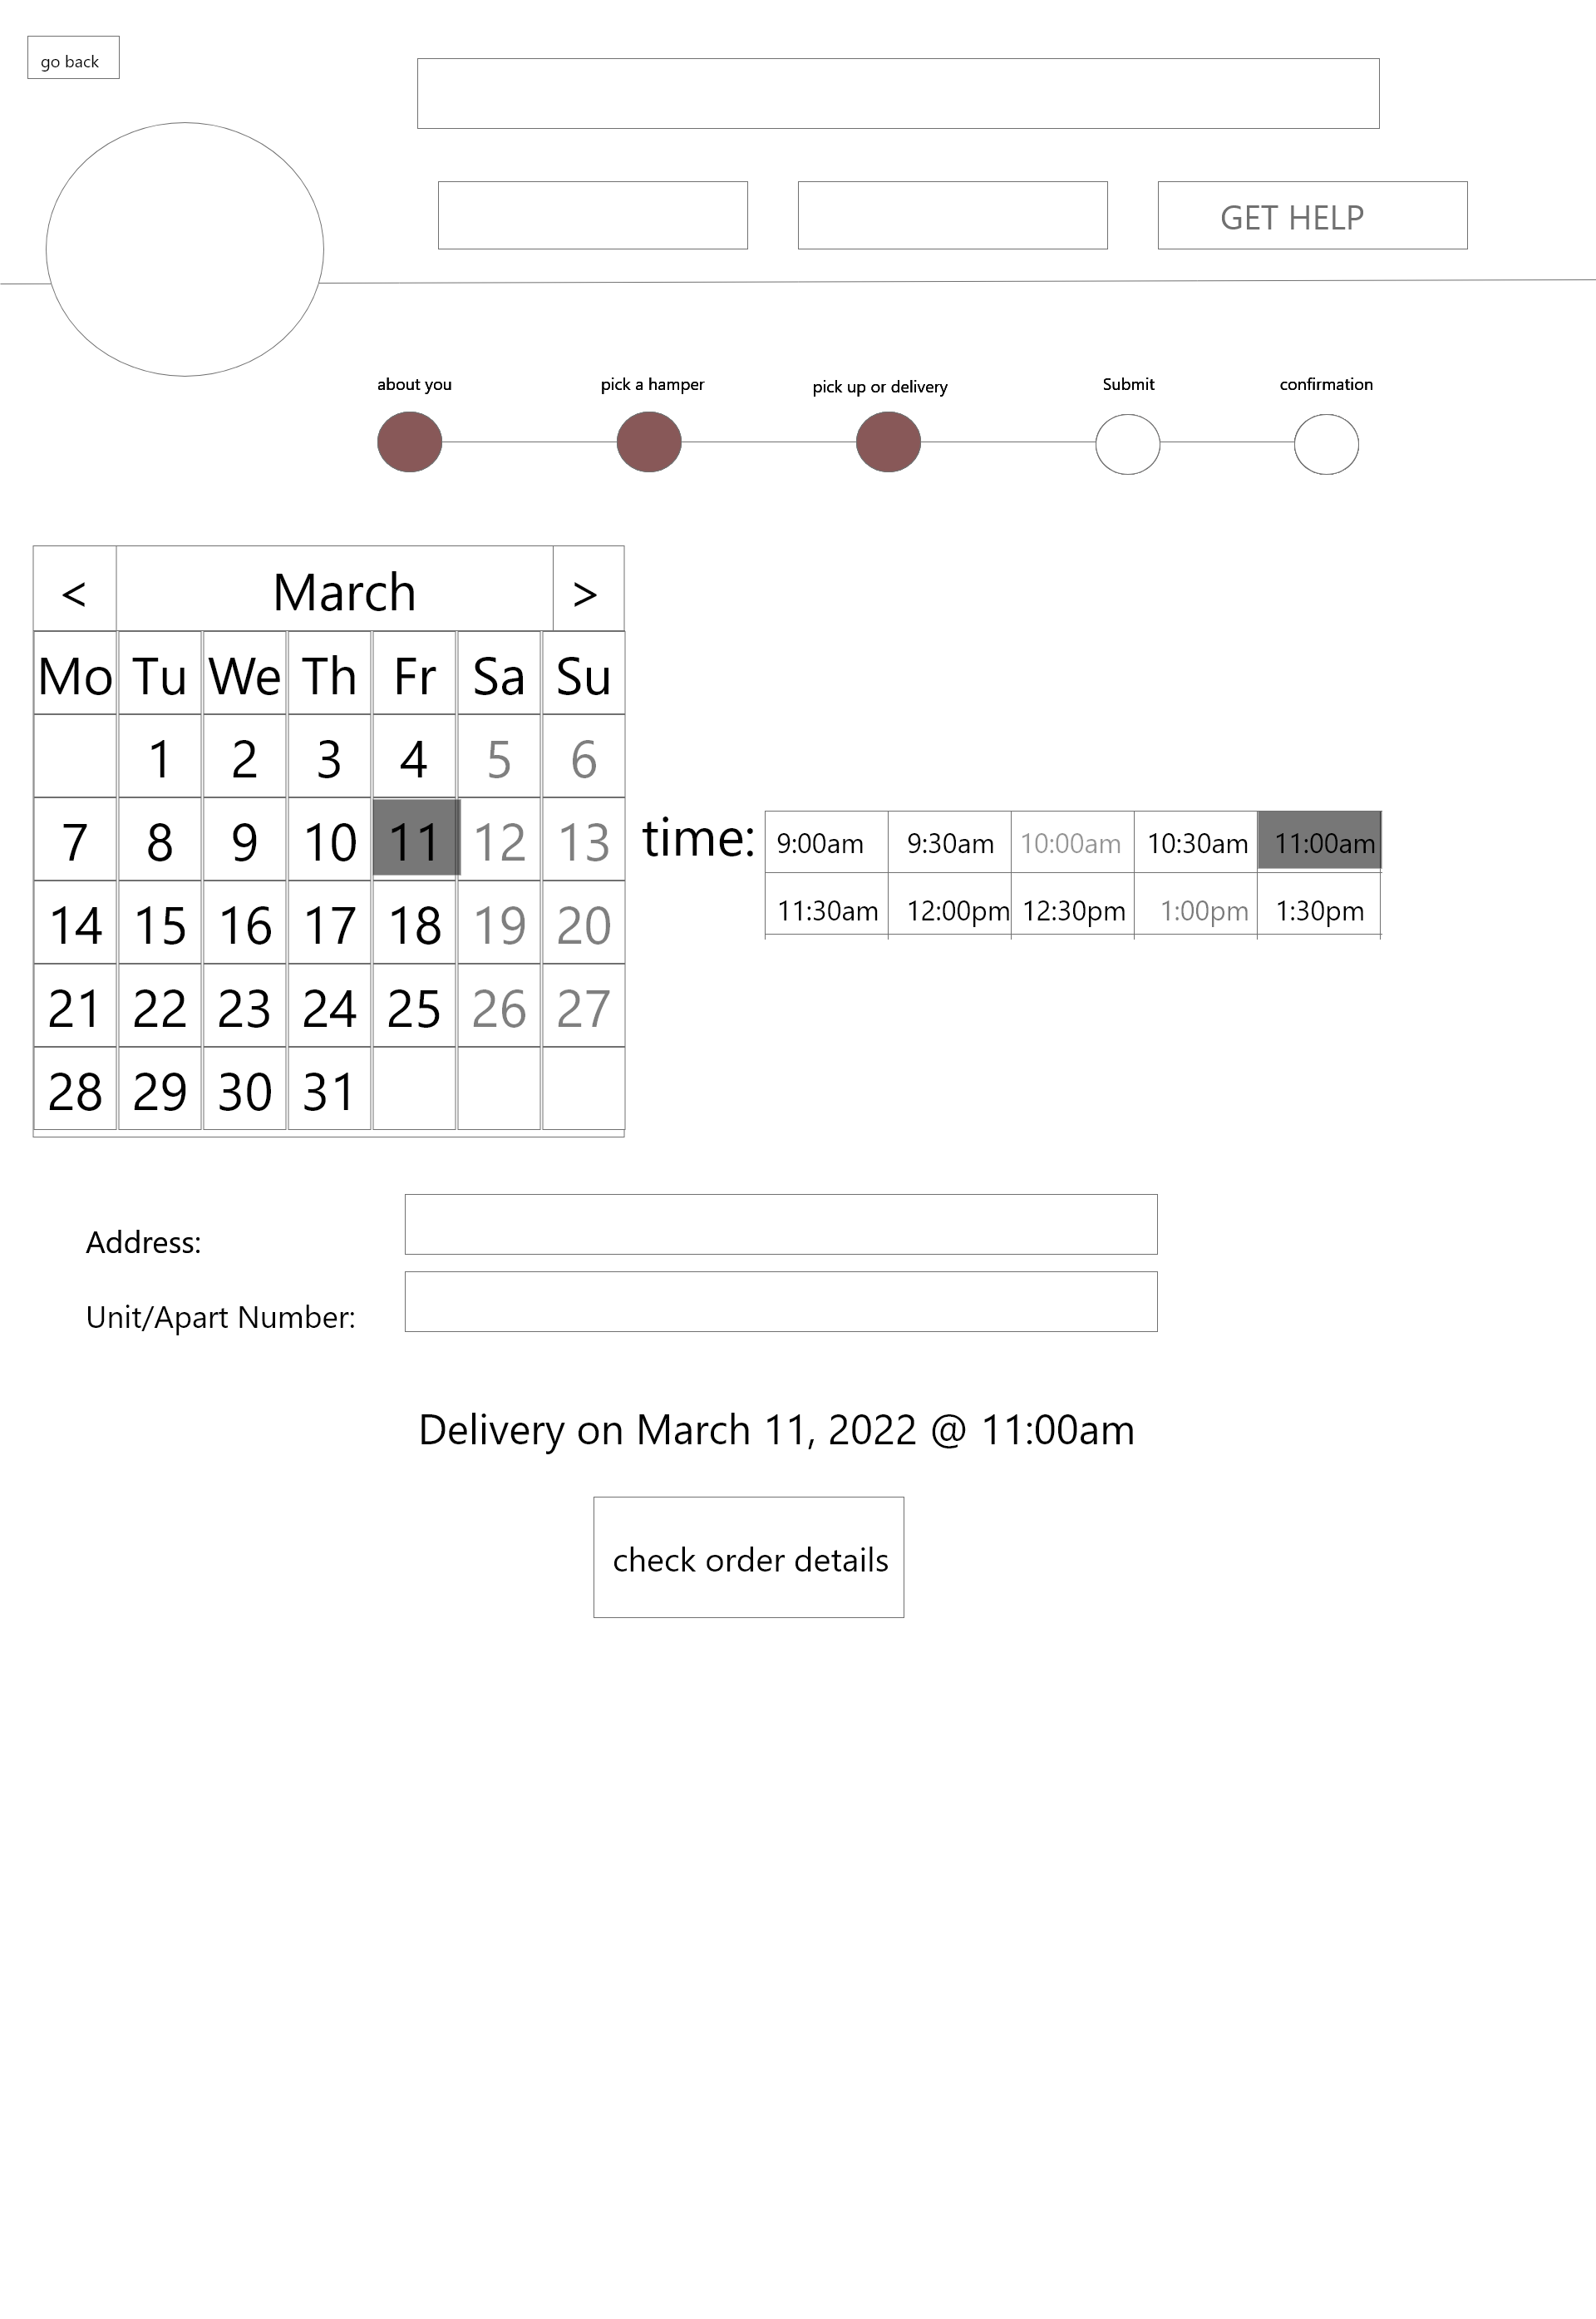 go back
GET HELP
about you pick a hamper pick up or delivery Submit confirmation
< March >
Mo Tu We Th Fr Sa Su
1 2 3 4 5 6
7 8 9 10 11 12 13
14 15 16 17 18 19 20
21 22 23 24 25 26 27
28 29 30 31
time: 9:00am 9:30am 10:00am 10:30am 11:00am
11:30am 12:00pm 12:30pm 1:00pm 1:30pm
Address:
Unit/Apart Number:
Delivery on March 11, 2022 @ 11:00am
check order details